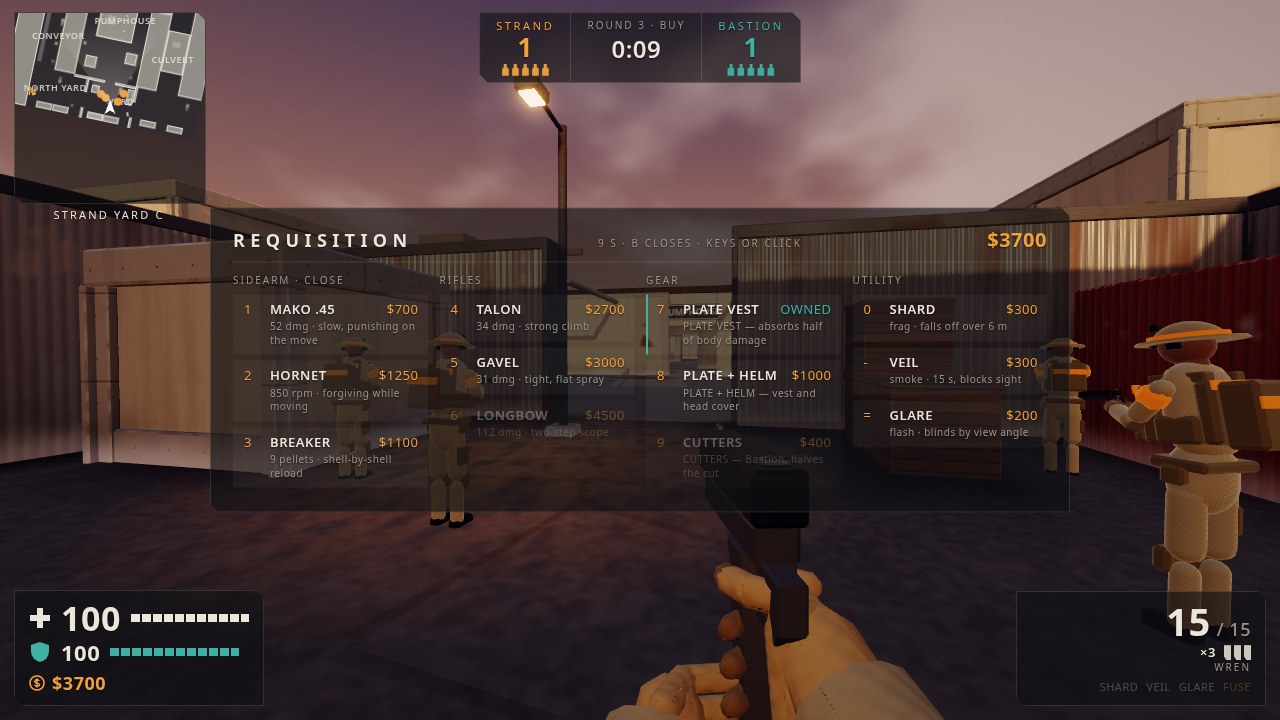 PUMPHOUSE
CONVEYOR
CULVERT
NORTH YARD
STRAND YARD C
STRAND
1
ROUND 3 · BUY
0:09
BASTION
1
REQUISITION
9 S · B CLOSES · KEYS OR CLICK
$3700
SIDEARM · CLOSE
1 MAKO .45 $700
52 dmg · slow, punishing on
the move
2 HORNET $1250
850 rpm · forgiving while
moving
3 BREAKER $1100
9 pellets · shell-by-shell
reload
RIFLES
4 TALON $2700
34 dmg · strong climb
5 GAVEL $3000
31 dmg · tight, flat spray
6 LONGBOW $4500
112 dmg · two-step scope
GEAR
7 PLATE VEST OWNED
PLATE VEST — absorbs half
of body damage
8 PLATE + HELM $1000
PLATE + HELM — vest and
head cover
9 CUTTERS $400
CUTTERS — Bastion, halves
the cut
UTILITY
0 SHARD $300
frag · falls off over 6 m
- VEIL $300
smoke · 15 s, blocks sight
= GLARE $200
flash · blinds by view angle
100
100
$ $3700
15 / 15
×3
WREN
SHARD VEIL GLARE FUSE